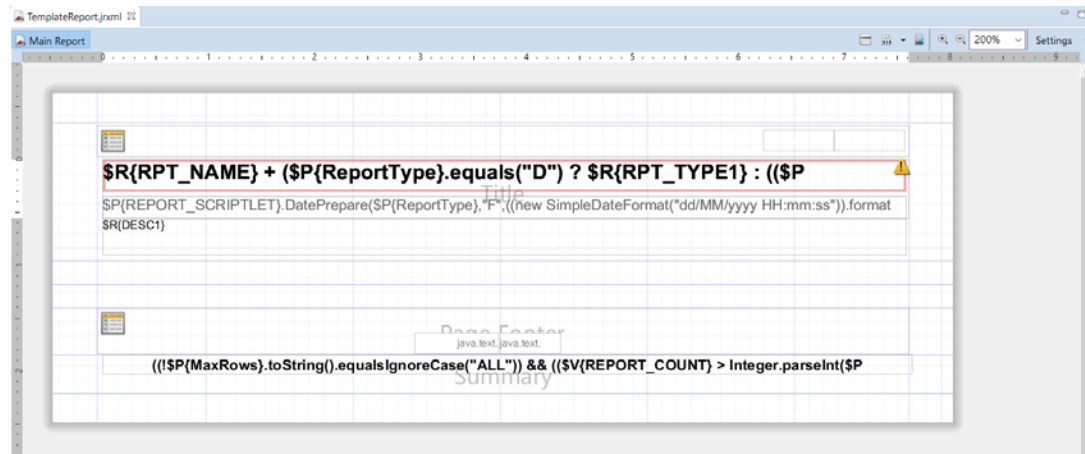 TemplateReport.jrxml
Main Report
200%
Settings
0 1 2 3 4 5 6 7 8 9
$R{RPT_NAME} + ($P{ReportType}.equals("D") ? $R{RPT_TYPE1} : (($P
Title
$P{REPORT_SCRIPTLET}.DatePrepare($P{ReportType},"F",((new SimpleDateFormat("dd/MM/yyyy HH:mm:ss")).format
$R{DESC1}
Page Footer
java.text.java.text.
((!$P{MaxRows}.toString().equalsIgnoreCase("ALL")) && (($V{REPORT_COUNT} > Integer.parseInt($P
Summary